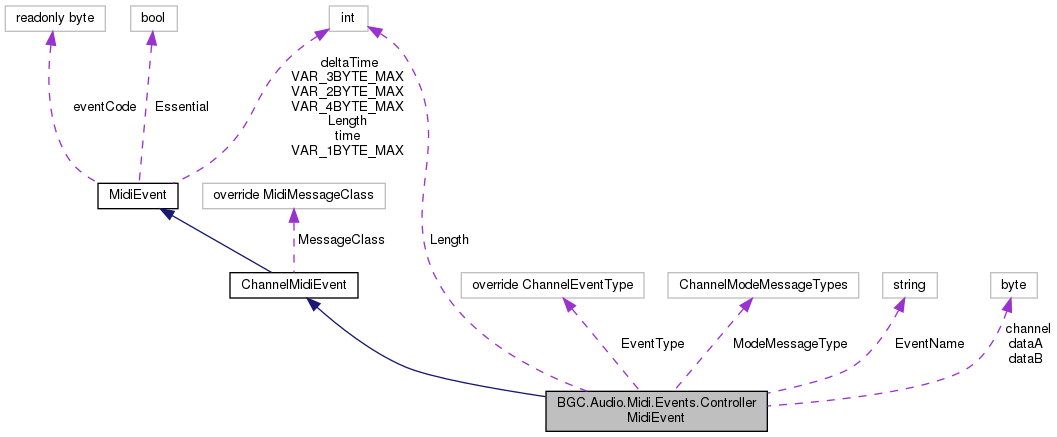 readonly byte
bool
int
eventCode
Essential
deltaTime
VAR_3BYTE_MAX
VAR_2BYTE_MAX
VAR_4BYTE_MAX
Length
time
VAR_1BYTE_MAX
MidiEvent
override MidiMessageClass
MessageClass
Length
ChannelMidiEvent
override ChannelEventType
ChannelModeMessageTypes
string
byte
EventType
ModeMessageType
EventName
channel
dataA
dataB
BGC.Audio.Midi.Events.Controller
MidiEvent